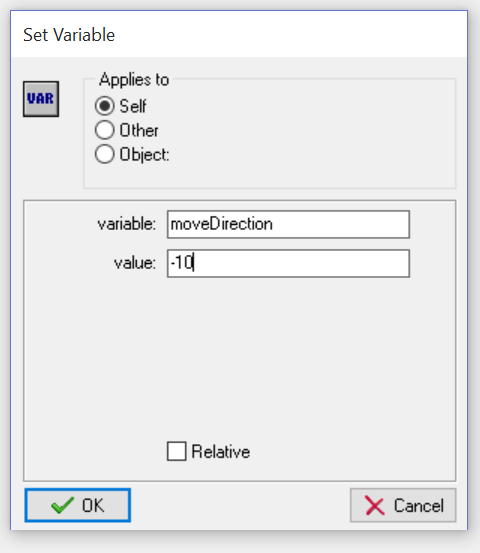 Set Variable
Applies to
VAR
Self
Other
Object:
variable: moveDirection
value: -10
Relative
OK Cancel